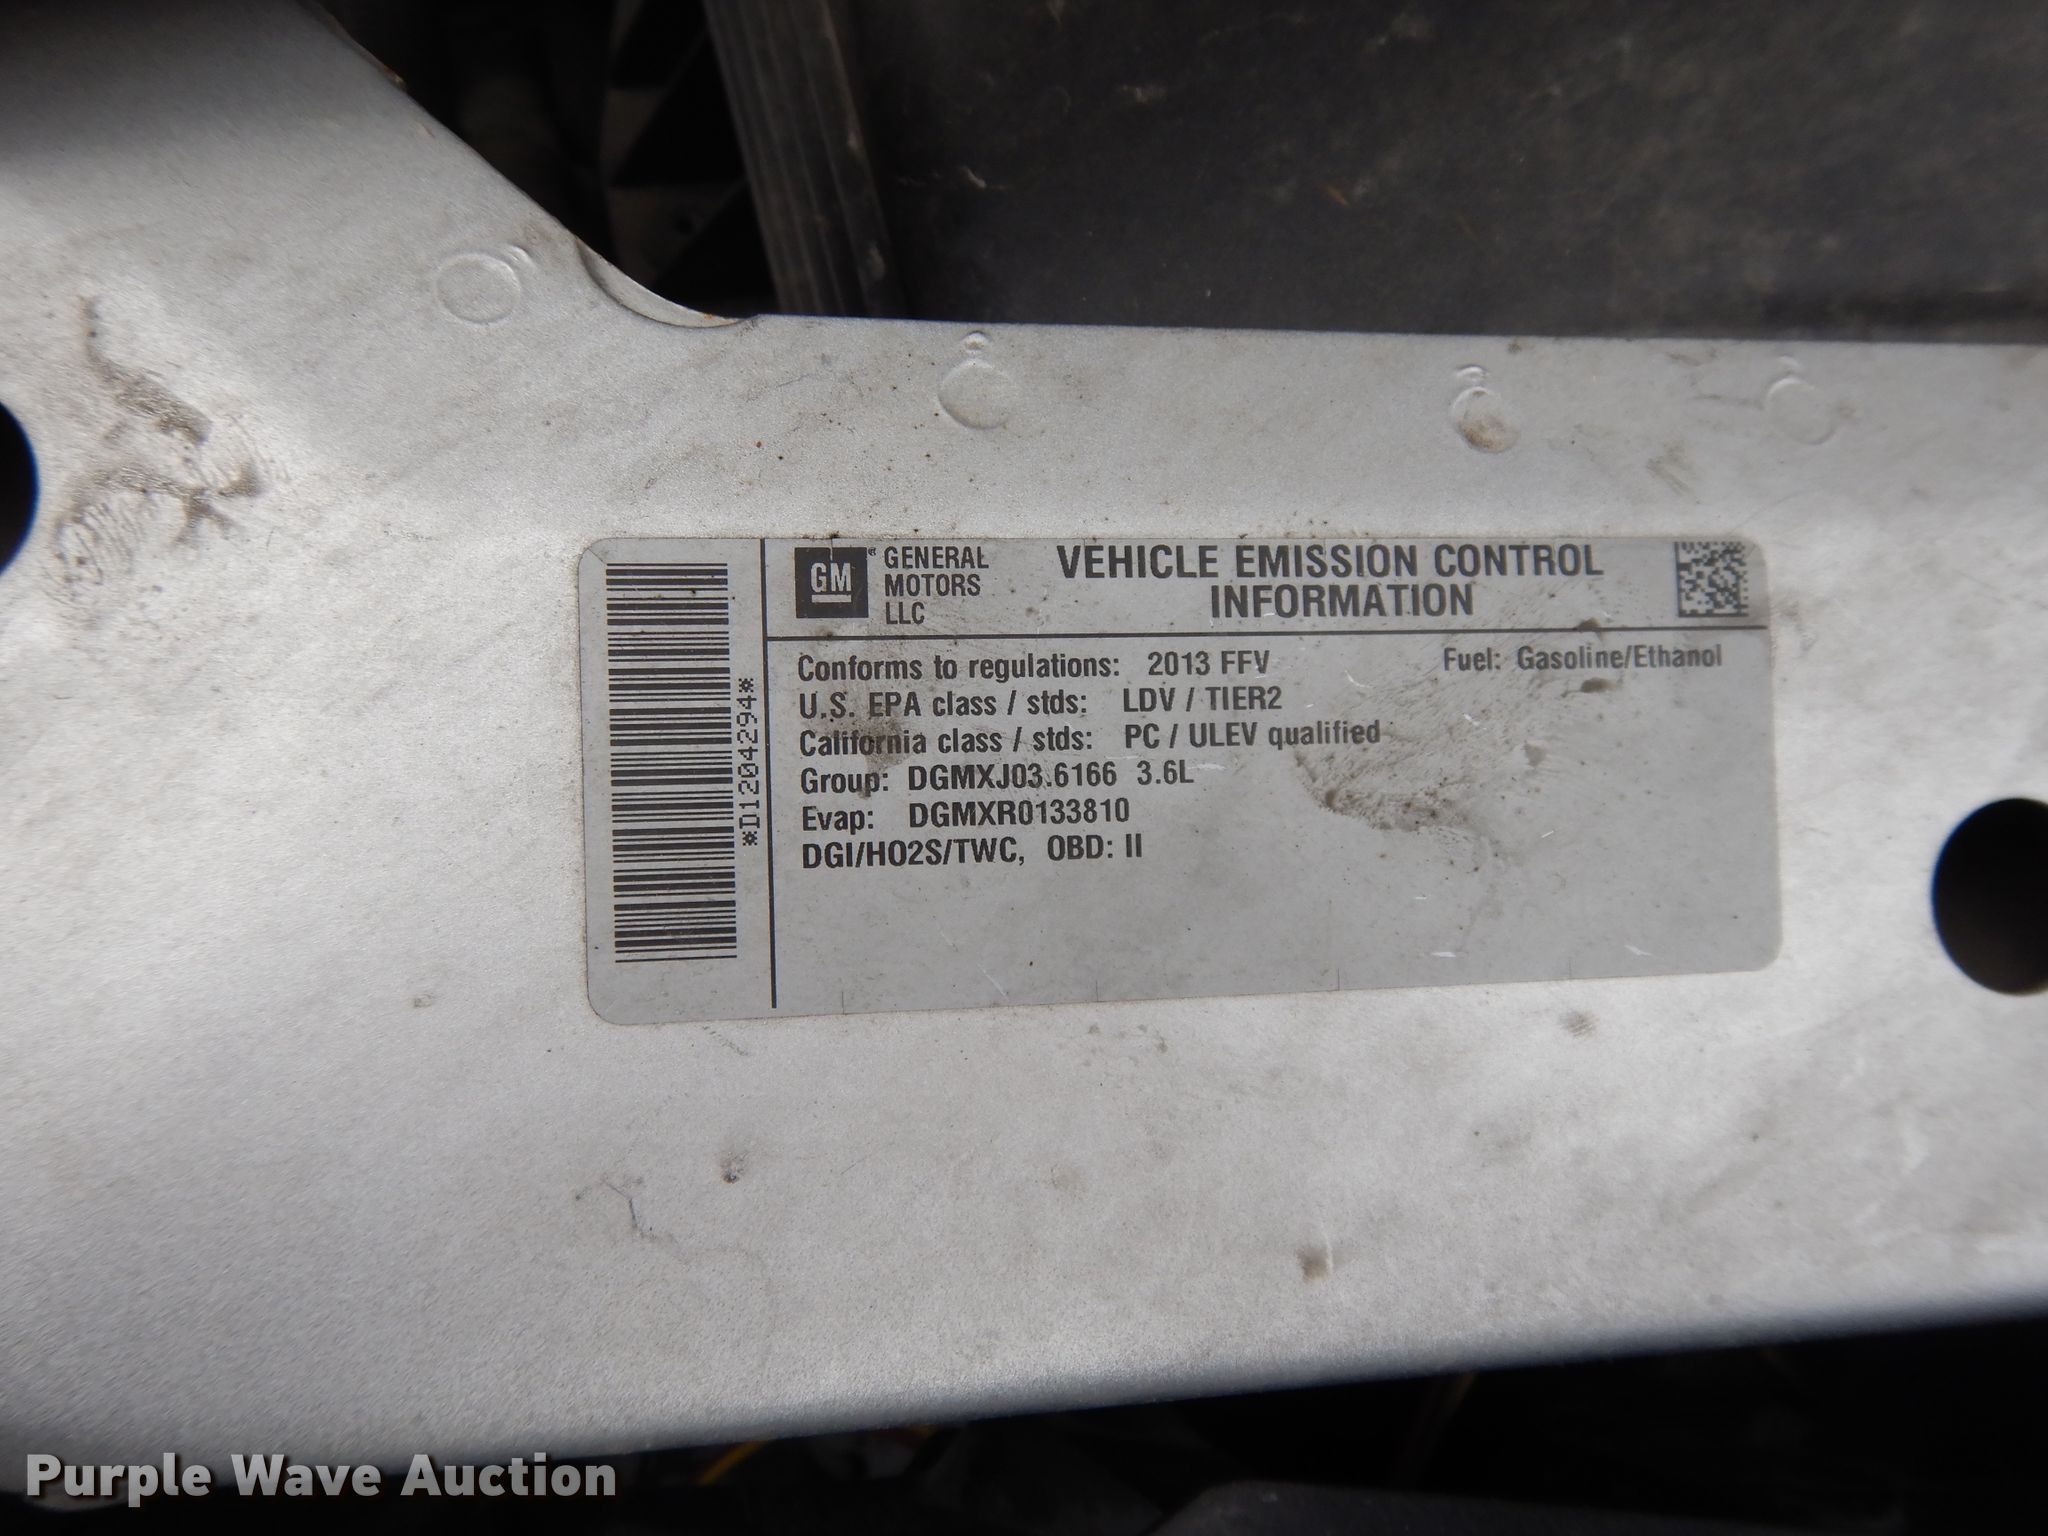 GM
GENERAL
MOTORS
LLC
VEHICLE EMISSION CONTROL
INFORMATION
Conforms to regulations: 2013 FFV
Fuel: Gasoline/Ethanol
U.S. EPA class / stds: LDV / TIER2
California class / stds: PC / ULEV qualified
Group: DGMXJ03.6166 3.6L
Evap: DGMXR0133810
DGI/HO2S/TWC, OBD: II
*D12042294*
Purple Wave Auction